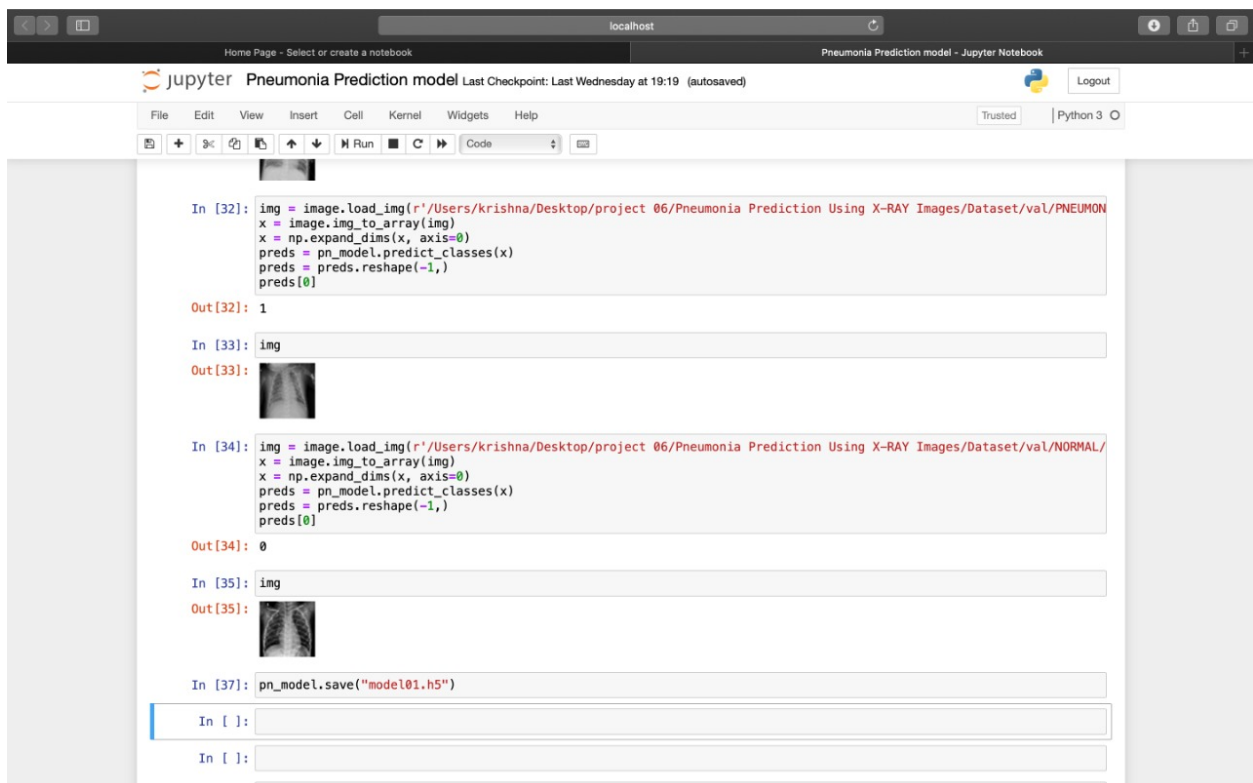 localhost
Home Page - Select or create a notebook
Pneumonia Prediction model - Jupyter Notebook
jupyter Pneumonia Prediction model Last Checkpoint: Last Wednesday at 19:19 (autosaved)
Logout
File Edit View Insert Cell Kernel Widgets Help
Trusted
Python 3
Run
Code
In [32]: img = image.load_img(r'/Users/krishna/Desktop/project 06/Pneumonia Prediction Using X-RAY Images/Dataset/val/PNEUMON
x = image.img_to_array(img)
x = np.expand_dims(x, axis=0)
preds = pn_model.predict_classes(x)
preds = preds.reshape(-1,)
preds[0]
Out[32]: 1
In [33]: img
Out[33]:
In [34]: img = image.load_img(r'/Users/krishna/Desktop/project 06/Pneumonia Prediction Using X-RAY Images/Dataset/val/NORMAL/
x = image.img_to_array(img)
x = np.expand_dims(x, axis=0)
preds = pn_model.predict_classes(x)
preds = preds.reshape(-1,)
preds[0]
Out[34]: 0
In [35]: img
Out[35]:
In [37]: pn_model.save("model01.h5")
In [ ]:
In [ ]: